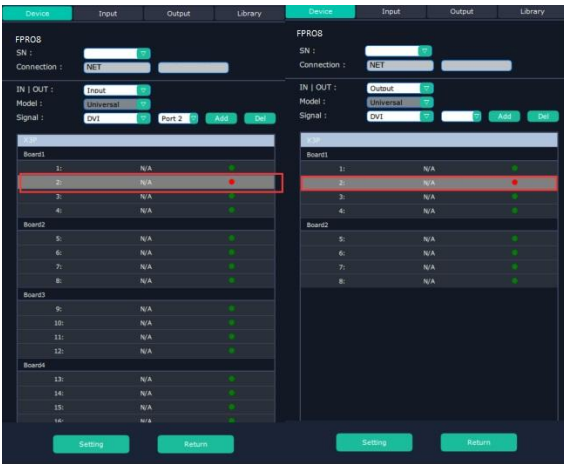 Device Input Output Library
FPRO8
SN :
Connection : NET
IN | OUT : Input
Model : Universal
Signal : DVI Port 2 Add Del
Board1
1: N/A
2: N/A
3: N/A
4: N/A
Board2
5: N/A
6: N/A
7: N/A
8: N/A
Board3
9: N/A
10: N/A
11: N/A
12: N/A
Board4
13: N/A
14: N/A
15: N/A
16: N/A
Setting Return
Device Input Output Library
FPRO8
SN :
Connection : NET
IN | OUT : Output
Model : Universal
Signal : DVI Add Del
Board1
1: N/A
2: N/A
3: N/A
4: N/A
Board2
5: N/A
6: N/A
7: N/A
8: N/A
Setting Return